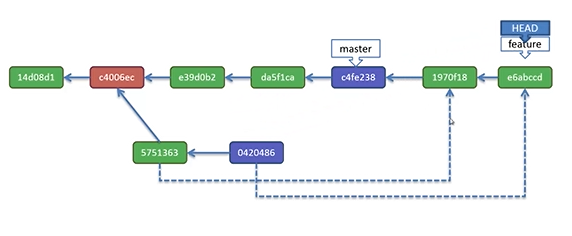 HEAD
master
feature
14d08d1
c4006ec
e39d0b2
da5f1ca
c4fe238
1970f18
e6abccd
5751363
0420486